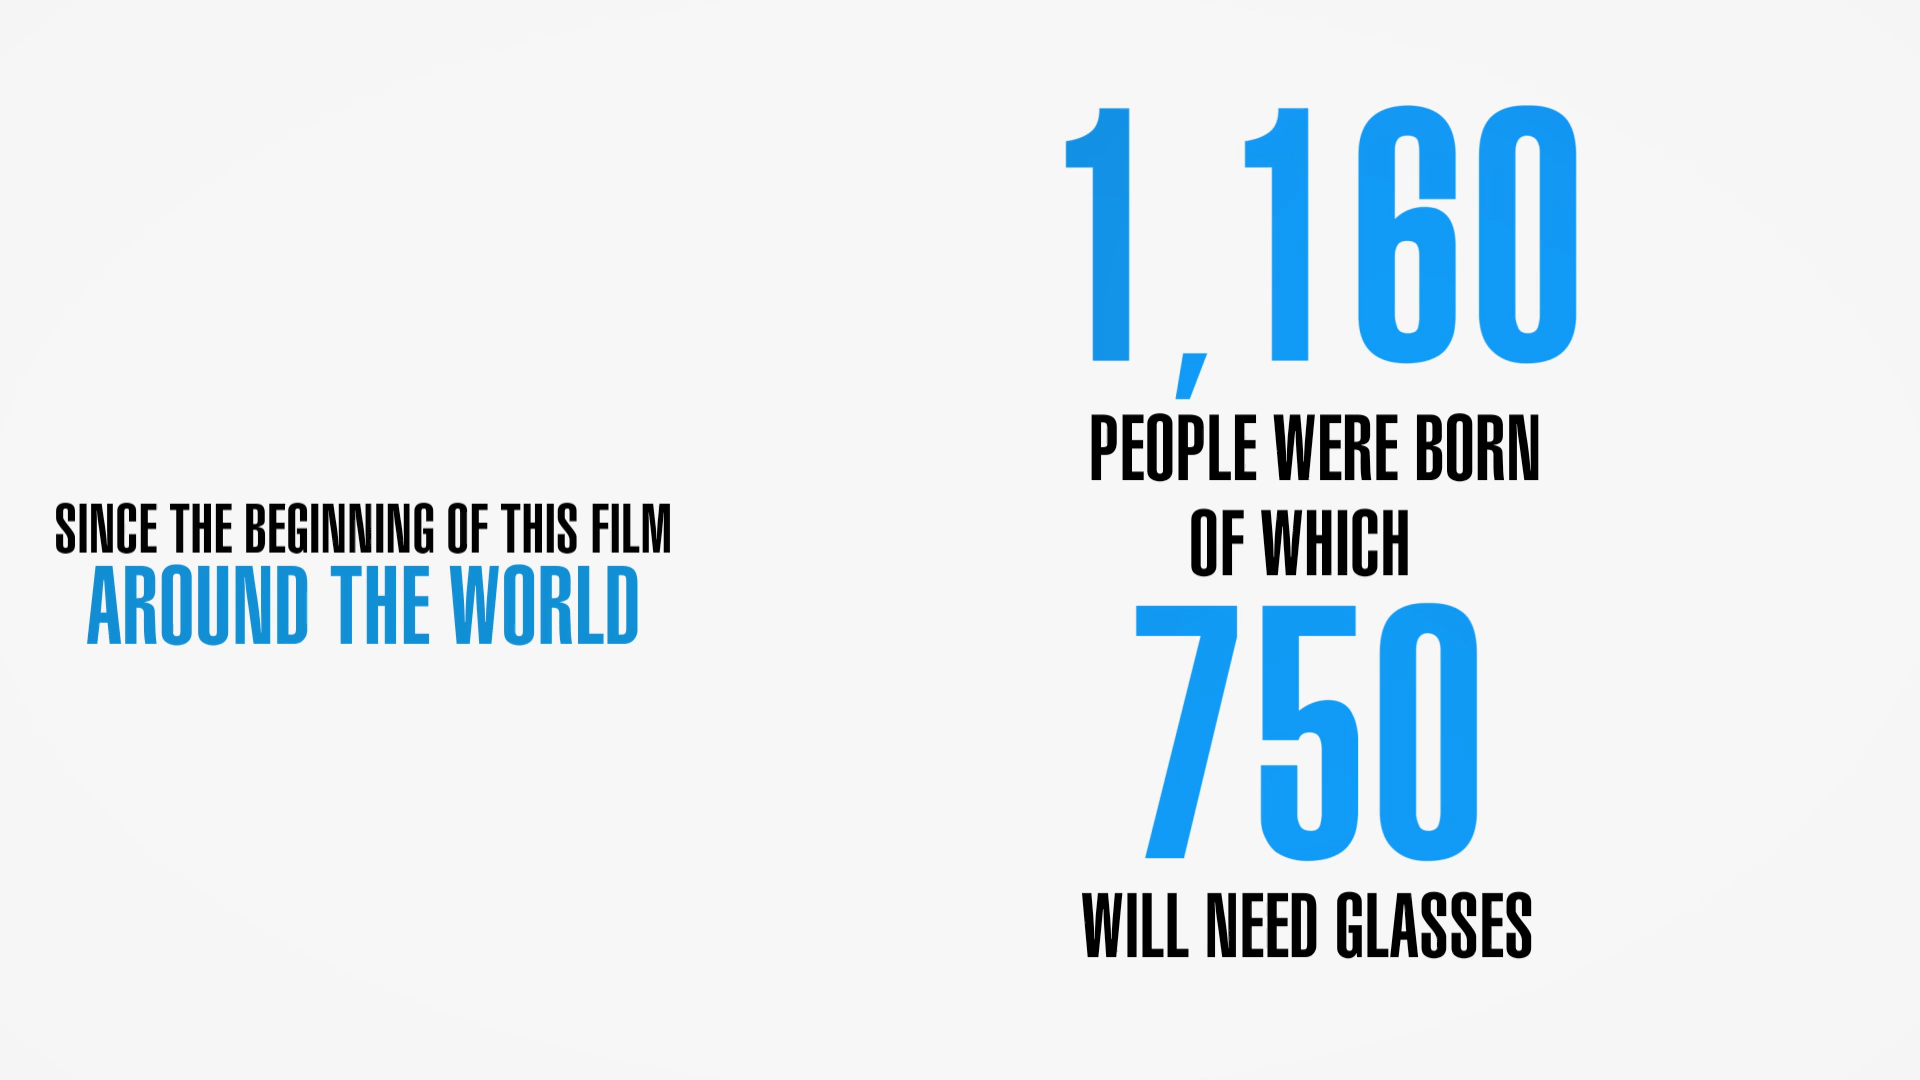 SINCE THE BEGINNING OF THIS FILM
AROUND THE WORLD
1,160
PEOPLE WERE BORN
OF WHICH
750
WILL NEED GLASSES